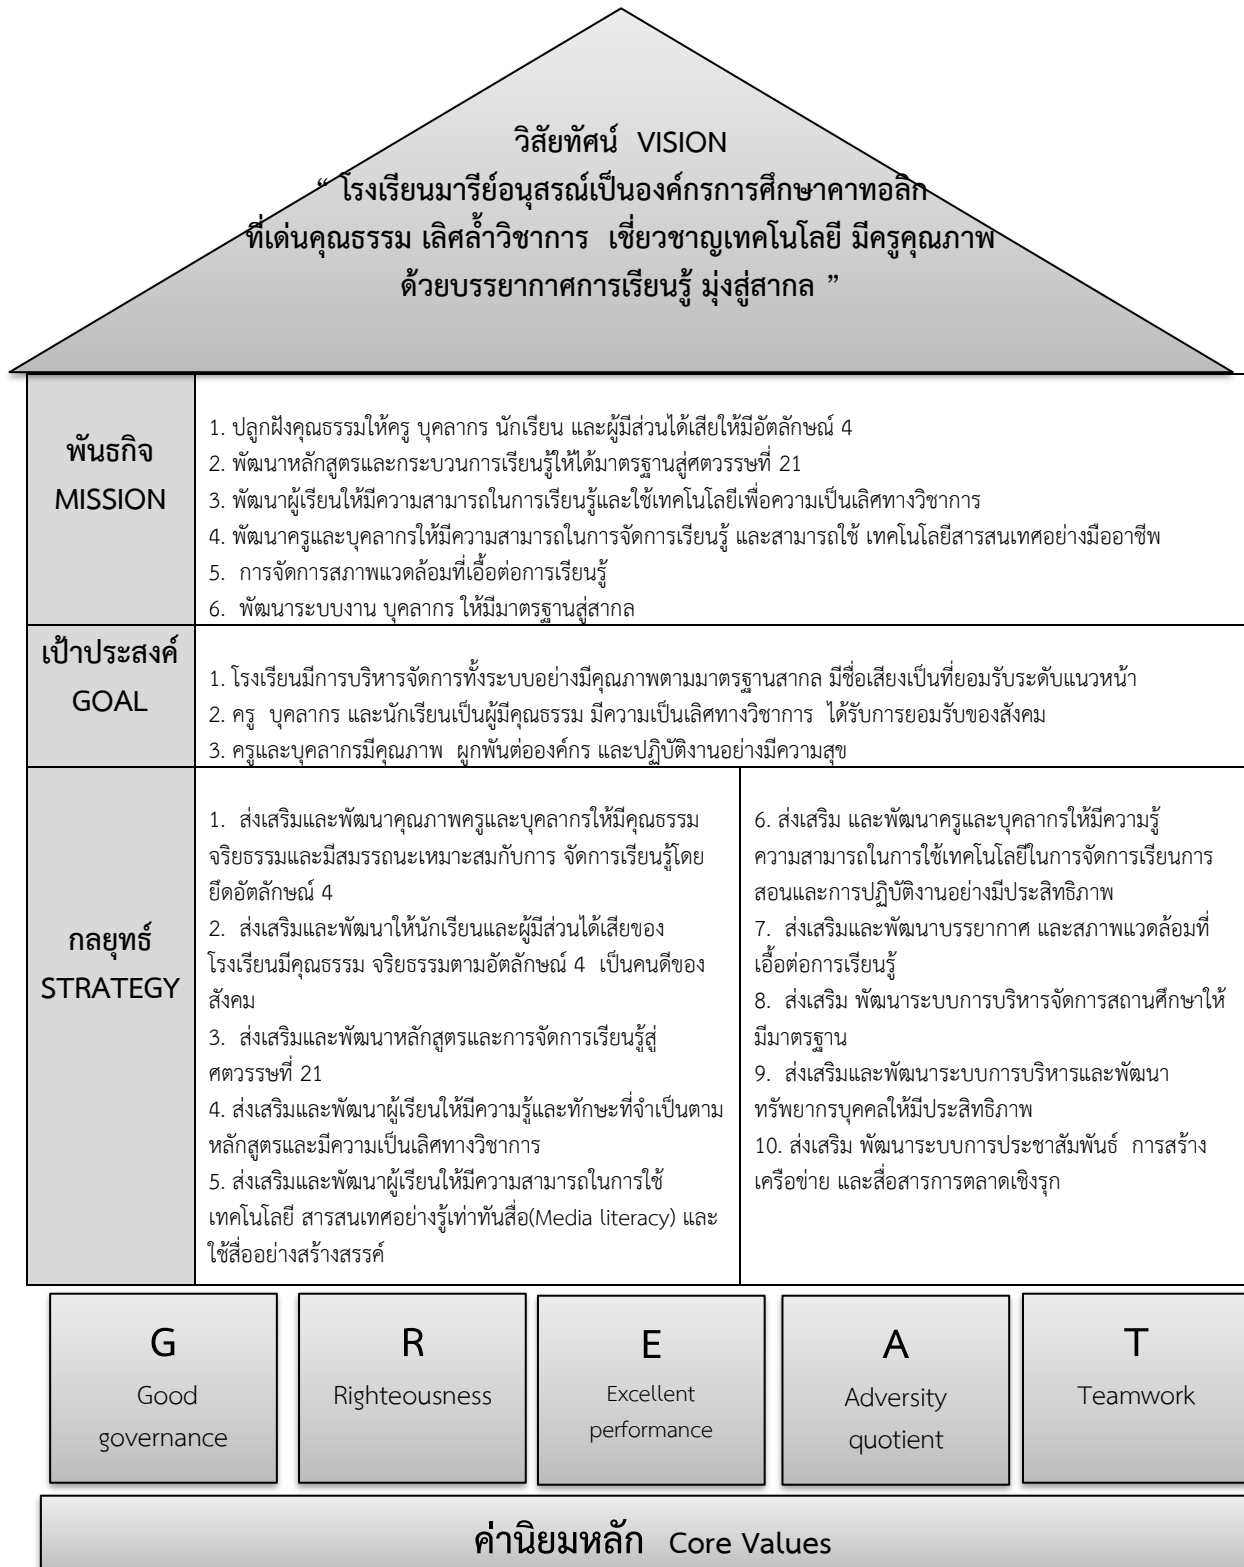 วิสัยทัศน์ VISION
“ โรงเรียนมารีย์อนุสรณ์เป็นองค์กรการศึกษาคาทอลิก
ที่เด่นคุณธรรม เลิศล้ำวิชาการ เชี่ยวชาญเทคโนโลยี มีครูคุณภาพ
ด้วยบรรยากาศการเรียนรู้ มุ่งสู่สากล ”
พันธกิจ
MISSION
1. ปลูกฝังคุณธรรมให้ครู บุคลากร นักเรียน และผู้มีส่วนได้เสียให้มีอัตลักษณ์ 4
2. พัฒนาหลักสูตรและกระบวนการเรียนรู้ให้ได้มาตรฐานสู่ศตวรรษที่ 21
3. พัฒนาผู้เรียนให้มีความสามารถในการเรียนรู้และใช้เทคโนโลยีเพื่อความเป็นเลิศทางวิชาการ
4. พัฒนาครูและบุคลากรให้มีความสามารถในการจัดการเรียนรู้ และสามารถใช้ เทคโนโลยีสารสนเทศอย่างมืออาชีพ
5. การจัดการสภาพแวดล้อมที่เอื้อต่อการเรียนรู้
6. พัฒนาระบบงาน บุคลากร ให้มีมาตรฐานสู่สากล
เป้าประสงค์
GOAL
1. โรงเรียนมีการบริหารจัดการทั้งระบบอย่างมีคุณภาพตามมาตรฐานสากล มีชื่อเสียงเป็นที่ยอมรับระดับแนวหน้า
2. ครู บุคลากร และนักเรียนเป็นผู้มีคุณธรรม มีความเป็นเลิศทางวิชาการ ได้รับการยอมรับของสังคม
3. ครูและบุคลากรมีคุณภาพ ผูกพันต่อองค์กร และปฏิบัติงานอย่างมีความสุข
กลยุทธ์
STRATEGY
1. ส่งเสริมและพัฒนาคุณภาพครูและบุคลากรให้มีคุณธรรม
จริยธรรมและมีสมรรถนะเหมาะสมกับการ จัดการเรียนรู้โดย
ยึดอัตลักษณ์ 4
2. ส่งเสริมและพัฒนาให้นักเรียนและผู้มีส่วนได้เสียของ
โรงเรียนมีคุณธรรม จริยธรรมตามอัตลักษณ์ 4 เป็นคนดีของ
สังคม
3. ส่งเสริมและพัฒนาหลักสูตรและการจัดการเรียนรู้สู่
ศตวรรษที่ 21
4. ส่งเสริมและพัฒนาผู้เรียนให้มีความรู้และทักษะที่จำเป็นตาม
หลักสูตรและมีความเป็นเลิศทางวิชาการ
5. ส่งเสริมและพัฒนาผู้เรียนให้มีความสามารถในการใช้
เทคโนโลยี สารสนเทศอย่างรู้เท่าทันสื่อ(Media literacy) และ
ใช้สื่ออย่างสร้างสรรค์
6. ส่งเสริม และพัฒนาครูและบุคลากรให้มีความรู้
ความสามารถในการใช้เทคโนโลยีในการจัดการเรียนการ
สอนและการปฏิบัติงานอย่างมีประสิทธิภาพ
7. ส่งเสริมและพัฒนาบรรยากาศ และสภาพแวดล้อมที่
เอื้อต่อการเรียนรู้
8. ส่งเสริม พัฒนาระบบการบริหารจัดการสถานศึกษาให้
มีมาตรฐาน
9. ส่งเสริมและพัฒนาระบบการบริหารและพัฒนา
ทรัพยากรบุคคลให้มีประสิทธิภาพ
10. ส่งเสริม พัฒนาระบบการประชาสัมพันธ์ การสร้าง
เครือข่าย และสื่อสารการตลาดเชิงรุก
G
Good
governance
R
Righteousness
E
Excellent
performance
A
Adversity
quotient
T
Teamwork
ค่านิยมหลัก Core Values